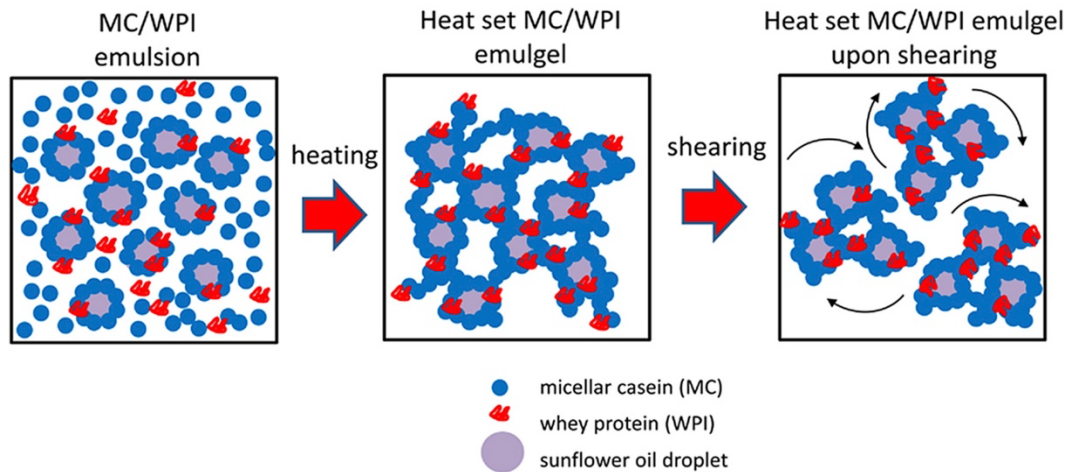 MC/WPI
emulsion
Heat set MC/WPI
emulgel
Heat set MC/WPI emulgel
upon shearing
heating
shearing
micellar casein (MC)
whey protein (WPI)
sunflower oil droplet